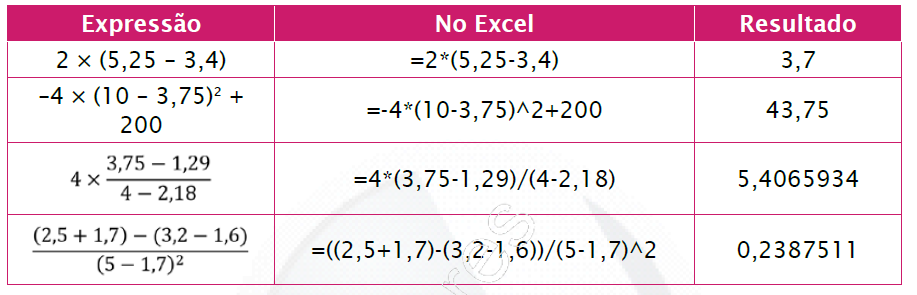 Expressão No Excel Resultado
2 × (5,25 – 3,4) =2*(5,25-3,4) 3,7
–4 × (10 – 3,75)² +
200 =-4*(10-3,75)^2+200 43,75
4 × (3,75 − 1,29)/(4 − 2,18) =4*(3,75-1,29)/(4-2,18) 5,4065934
((2,5 + 1,7) − (3,2 − 1,6))/(5 − 1,7)² =((2,5+1,7)-(3,2-1,6))/(5-1,7)^2 0,2387511